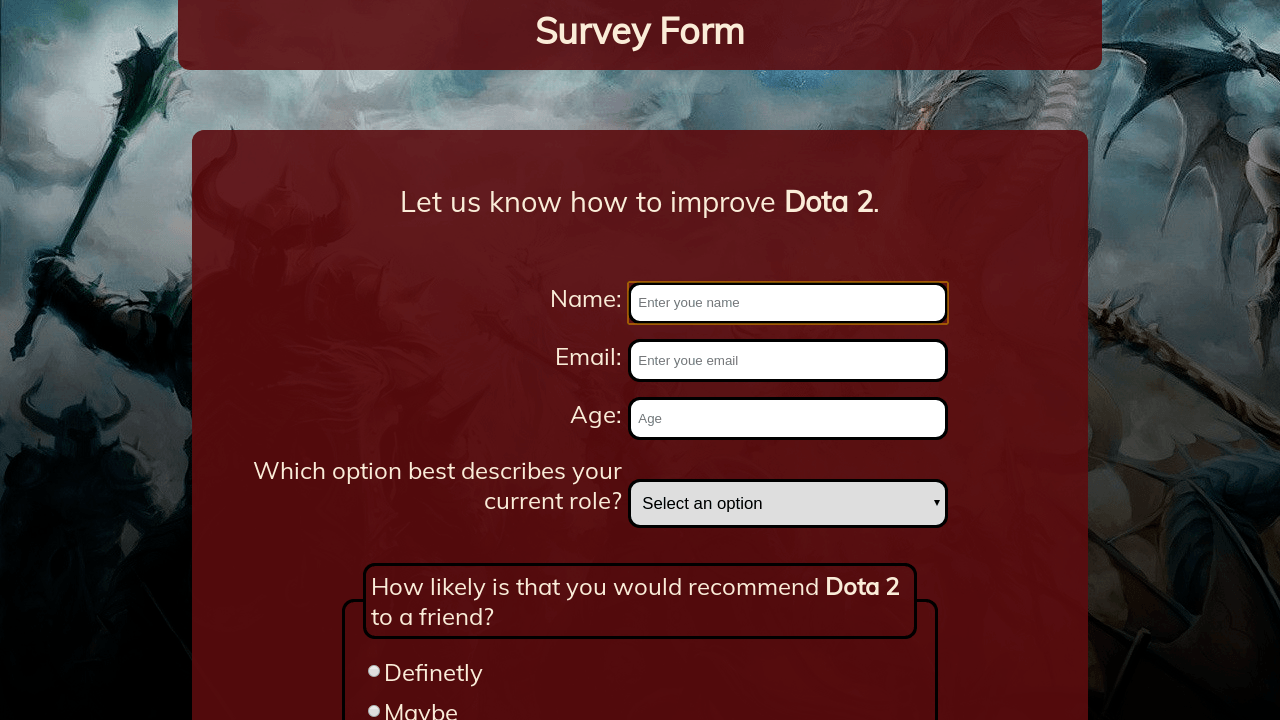 Survey Form
Let us know how to improve Dota 2.
Name:
Enter youe name
Email:
Enter youe email
Age:
Age
Which option best describes your
current role?
Select an option
How likely is that you would recommend Dota 2
to a friend?
Definetly
Maybe